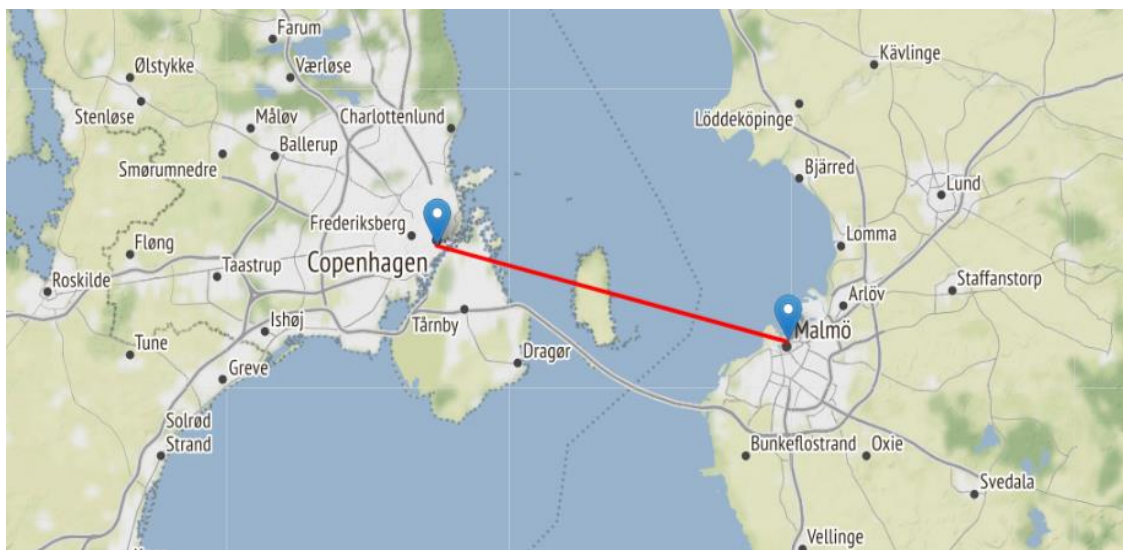 Farum
Værløse
Ølstykke
Stenløse
Måløv
Charlottenlund
Ballerup
Smørumnedre
Frederiksberg
Fløng
Copenhagen
Taastrup
Roskilde
Ishøj
Tårnby
Tune
Dragør
Greve
Solrød
Strand
Kävlinge
Löddeköpinge
Bjärred
Lund
Lomma
Staffanstorp
Arlöv
Malmö
Bunkeflostrand
Oxie
Svedala
Vellinge